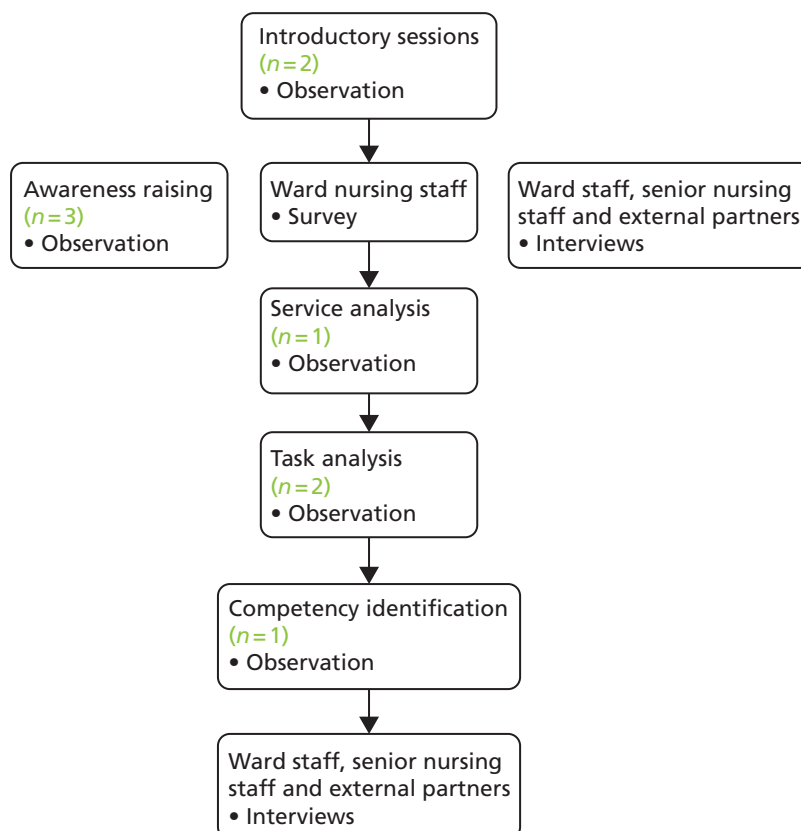 Introductory sessions
(n=2)
• Observation
Awareness raising
(n=3)
• Observation
Ward nursing staff
• Survey
Ward staff, senior nursing
staff and external partners
• Interviews
Service analysis
(n=1)
• Observation
Task analysis
(n=2)
• Observation
Competency identification
(n=1)
• Observation
Ward staff, senior nursing
staff and external partners
• Interviews